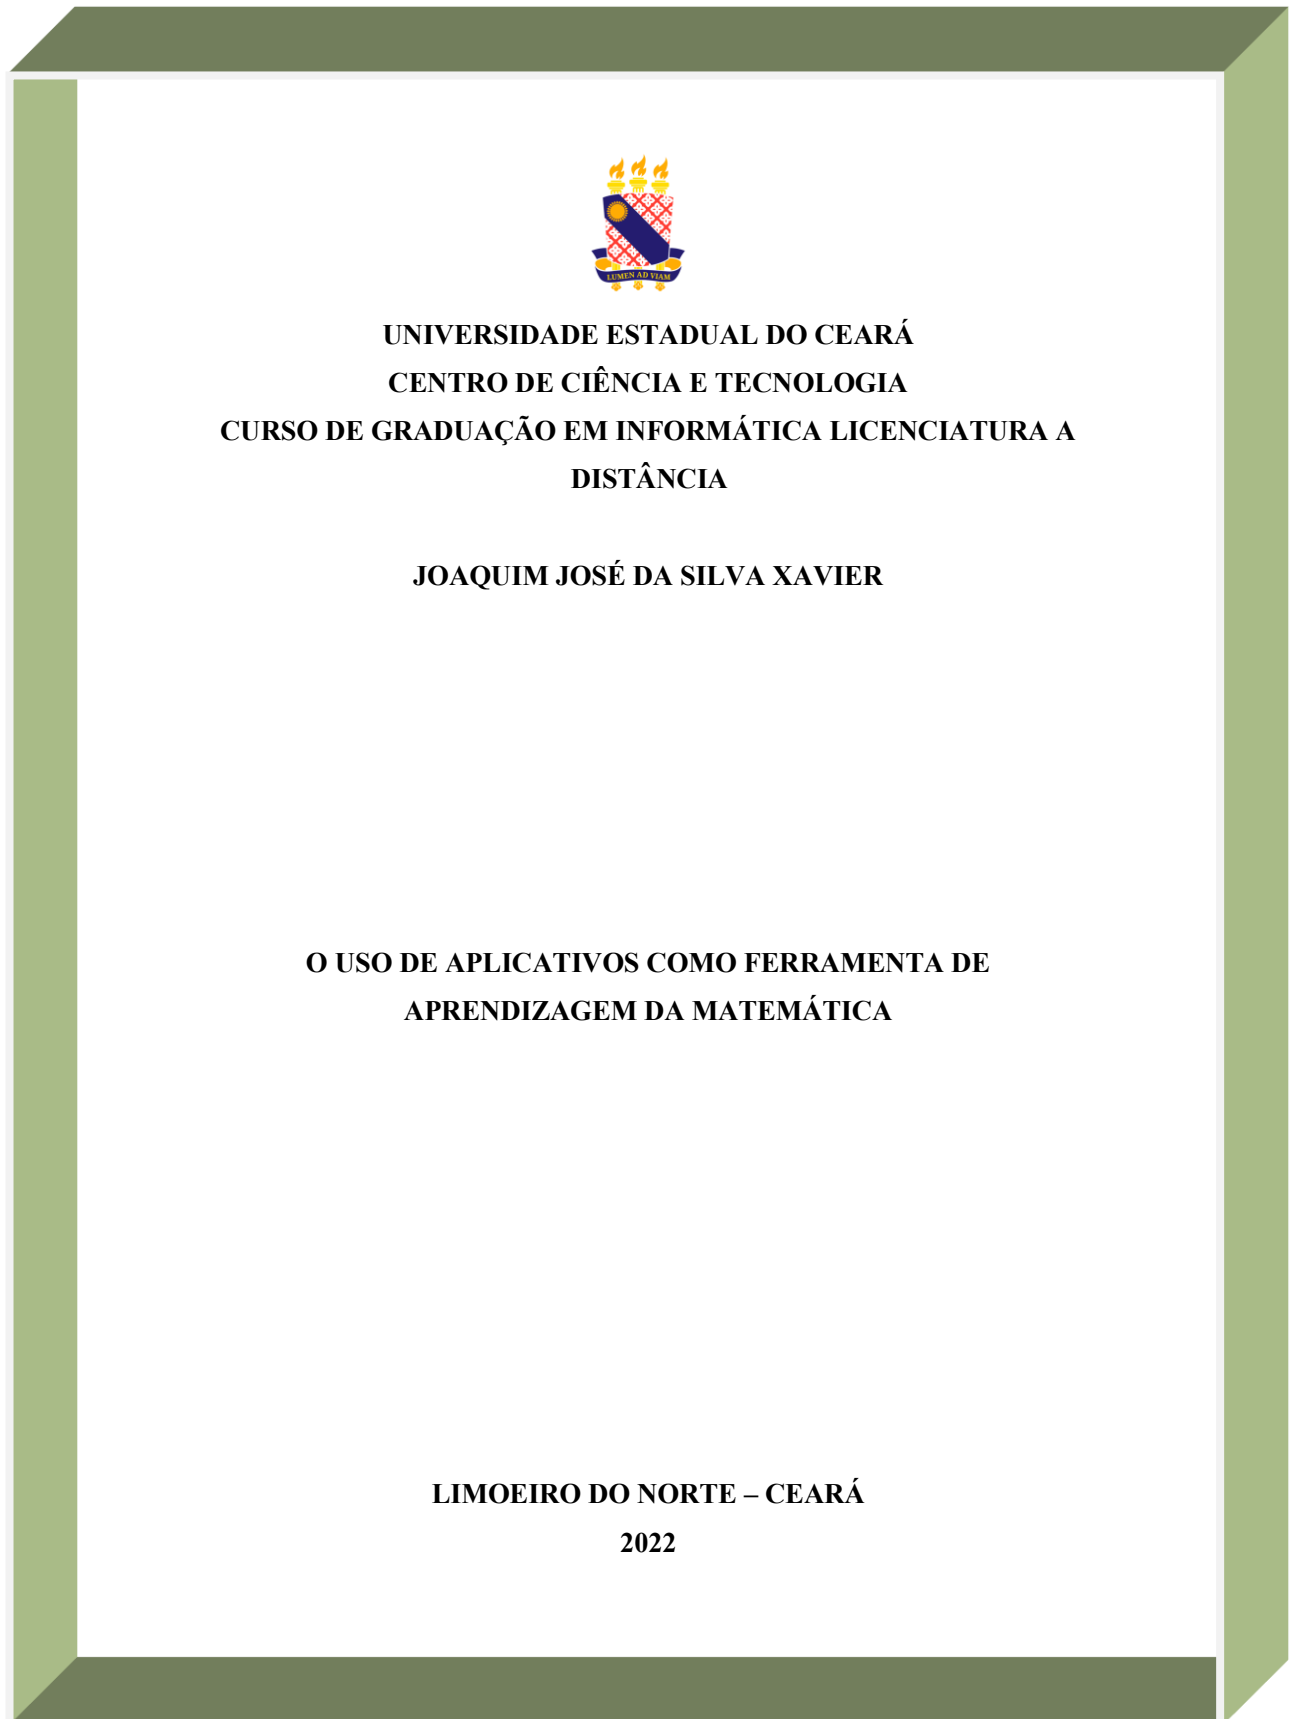 LUMEN AD VIAM
UNIVERSIDADE ESTADUAL DO CEARÁ
CENTRO DE CIÊNCIA E TECNOLOGIA
CURSO DE GRADUAÇÃO EM INFORMÁTICA LICENCIATURA A
DISTÂNCIA
JOAQUIM JOSÉ DA SILVA XAVIER
O USO DE APLICATIVOS COMO FERRAMENTA DE
APRENDIZAGEM DA MATEMÁTICA
LIMOEIRO DO NORTE – CEARÁ
2022